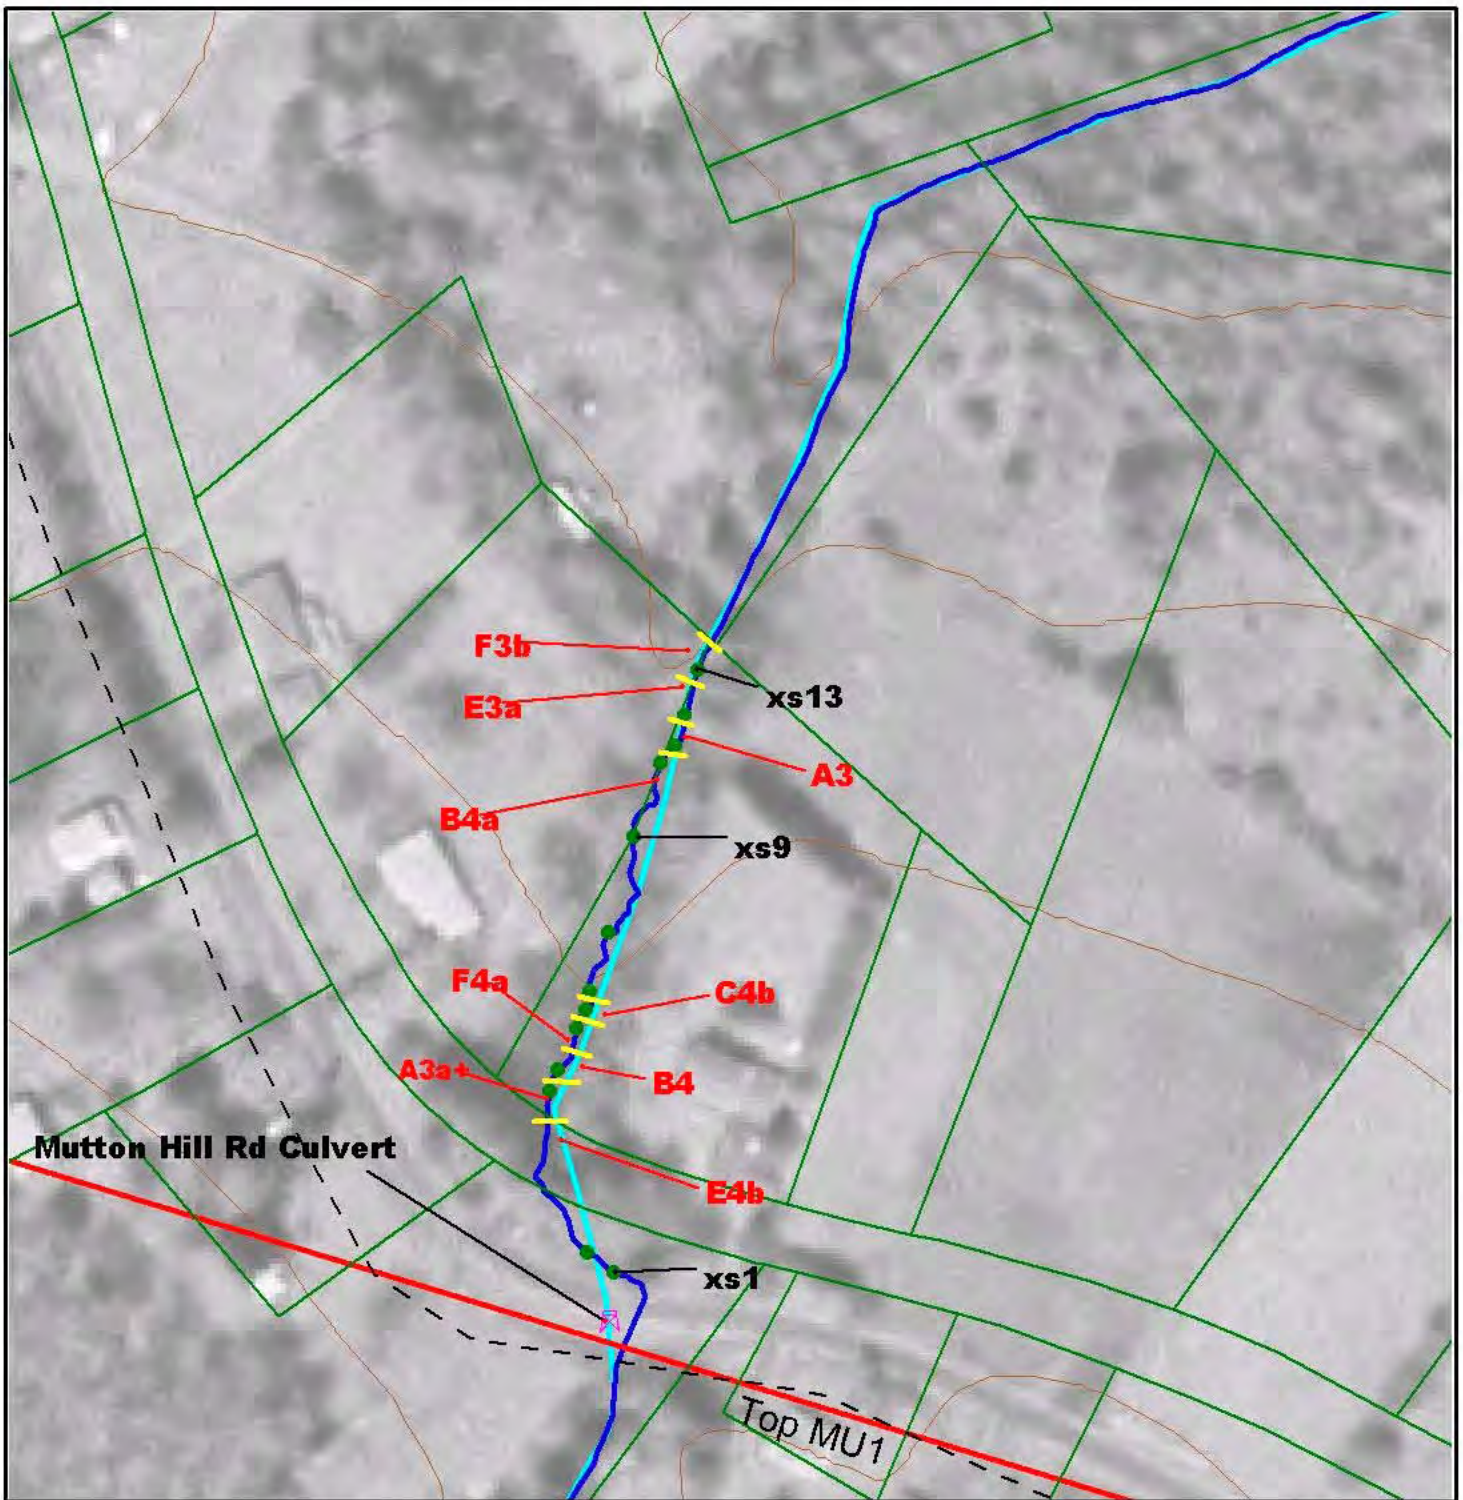 F3b
xs13
E3a
A3
B4a
xs9
F4a
C4b
A3a+
B4
Mutton Hill Rd Culvert
E4b
xs1
Top MU1